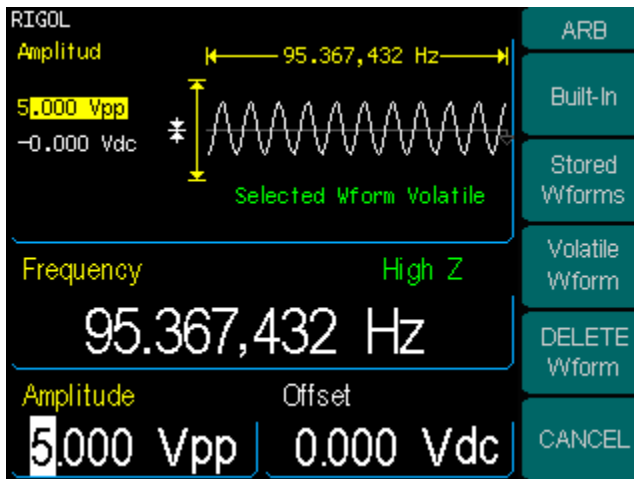 RIGOL
Amplitud
95.367,432 Hz
5.000 Vpp
-0.000 Vdc
Selected Wform Volatile
Frequency
High Z
95.367,432 Hz
Amplitude
Offset
5.000 Vpp
0.000 Vdc
ARB
Built-In
Stored
Wforms
Volatile
Wform
DELETE
Wform
CANCEL